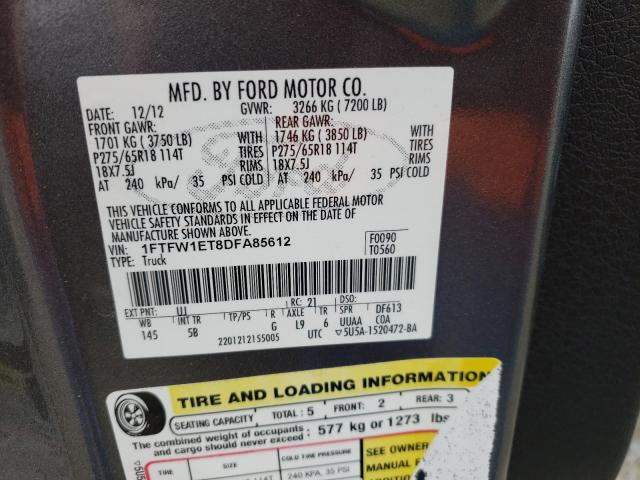 MFD. BY FORD MOTOR CO.
DATE: 12/12 GVWR: 3266 KG ( 7200 LB)
FRONT GAWR: REAR GAWR:
1701 KG ( 3750 LB) WITH 1746 KG ( 3850 LB) WITH
P275/65R18 114T TIRES P275/65R18 114T TIRES
18X7.5J RIMS 18X7.5J RIMS
AT 240 kPa/ 35 PSI COLD AT 240 kPa/ 35 PSI COLD
THIS VEHICLE CONFORMS TO ALL APPLICABLE FEDERAL MOTOR
VEHICLE SAFETY STANDARDS IN EFFECT ON THE DATE OF
MANUFACTURE SHOWN ABOVE.
VIN: 1FTFW1ET8DFA85612 F0090
TYPE: Truck T0560
EXT PNT: UJ RC: 21 DSO:
WB INT TR TP/PS R AXLE TR SPR DF613
145 5B G L9 6 UUAA COA
2201212155005 UTC ▽5U5A-1520472-BA
TIRE AND LOADING INFORMATION
SEATING CAPACITY TOTAL : 5 FRONT: 2 REAR: 3
The combined weight of occupants
and cargo should never exceed : 577 kg or 1273 lbs
TIRE SIZE COLD TIRE PRESSURE SEE OWNER
MANUAL F
114T 240 KPA, 35 PSI